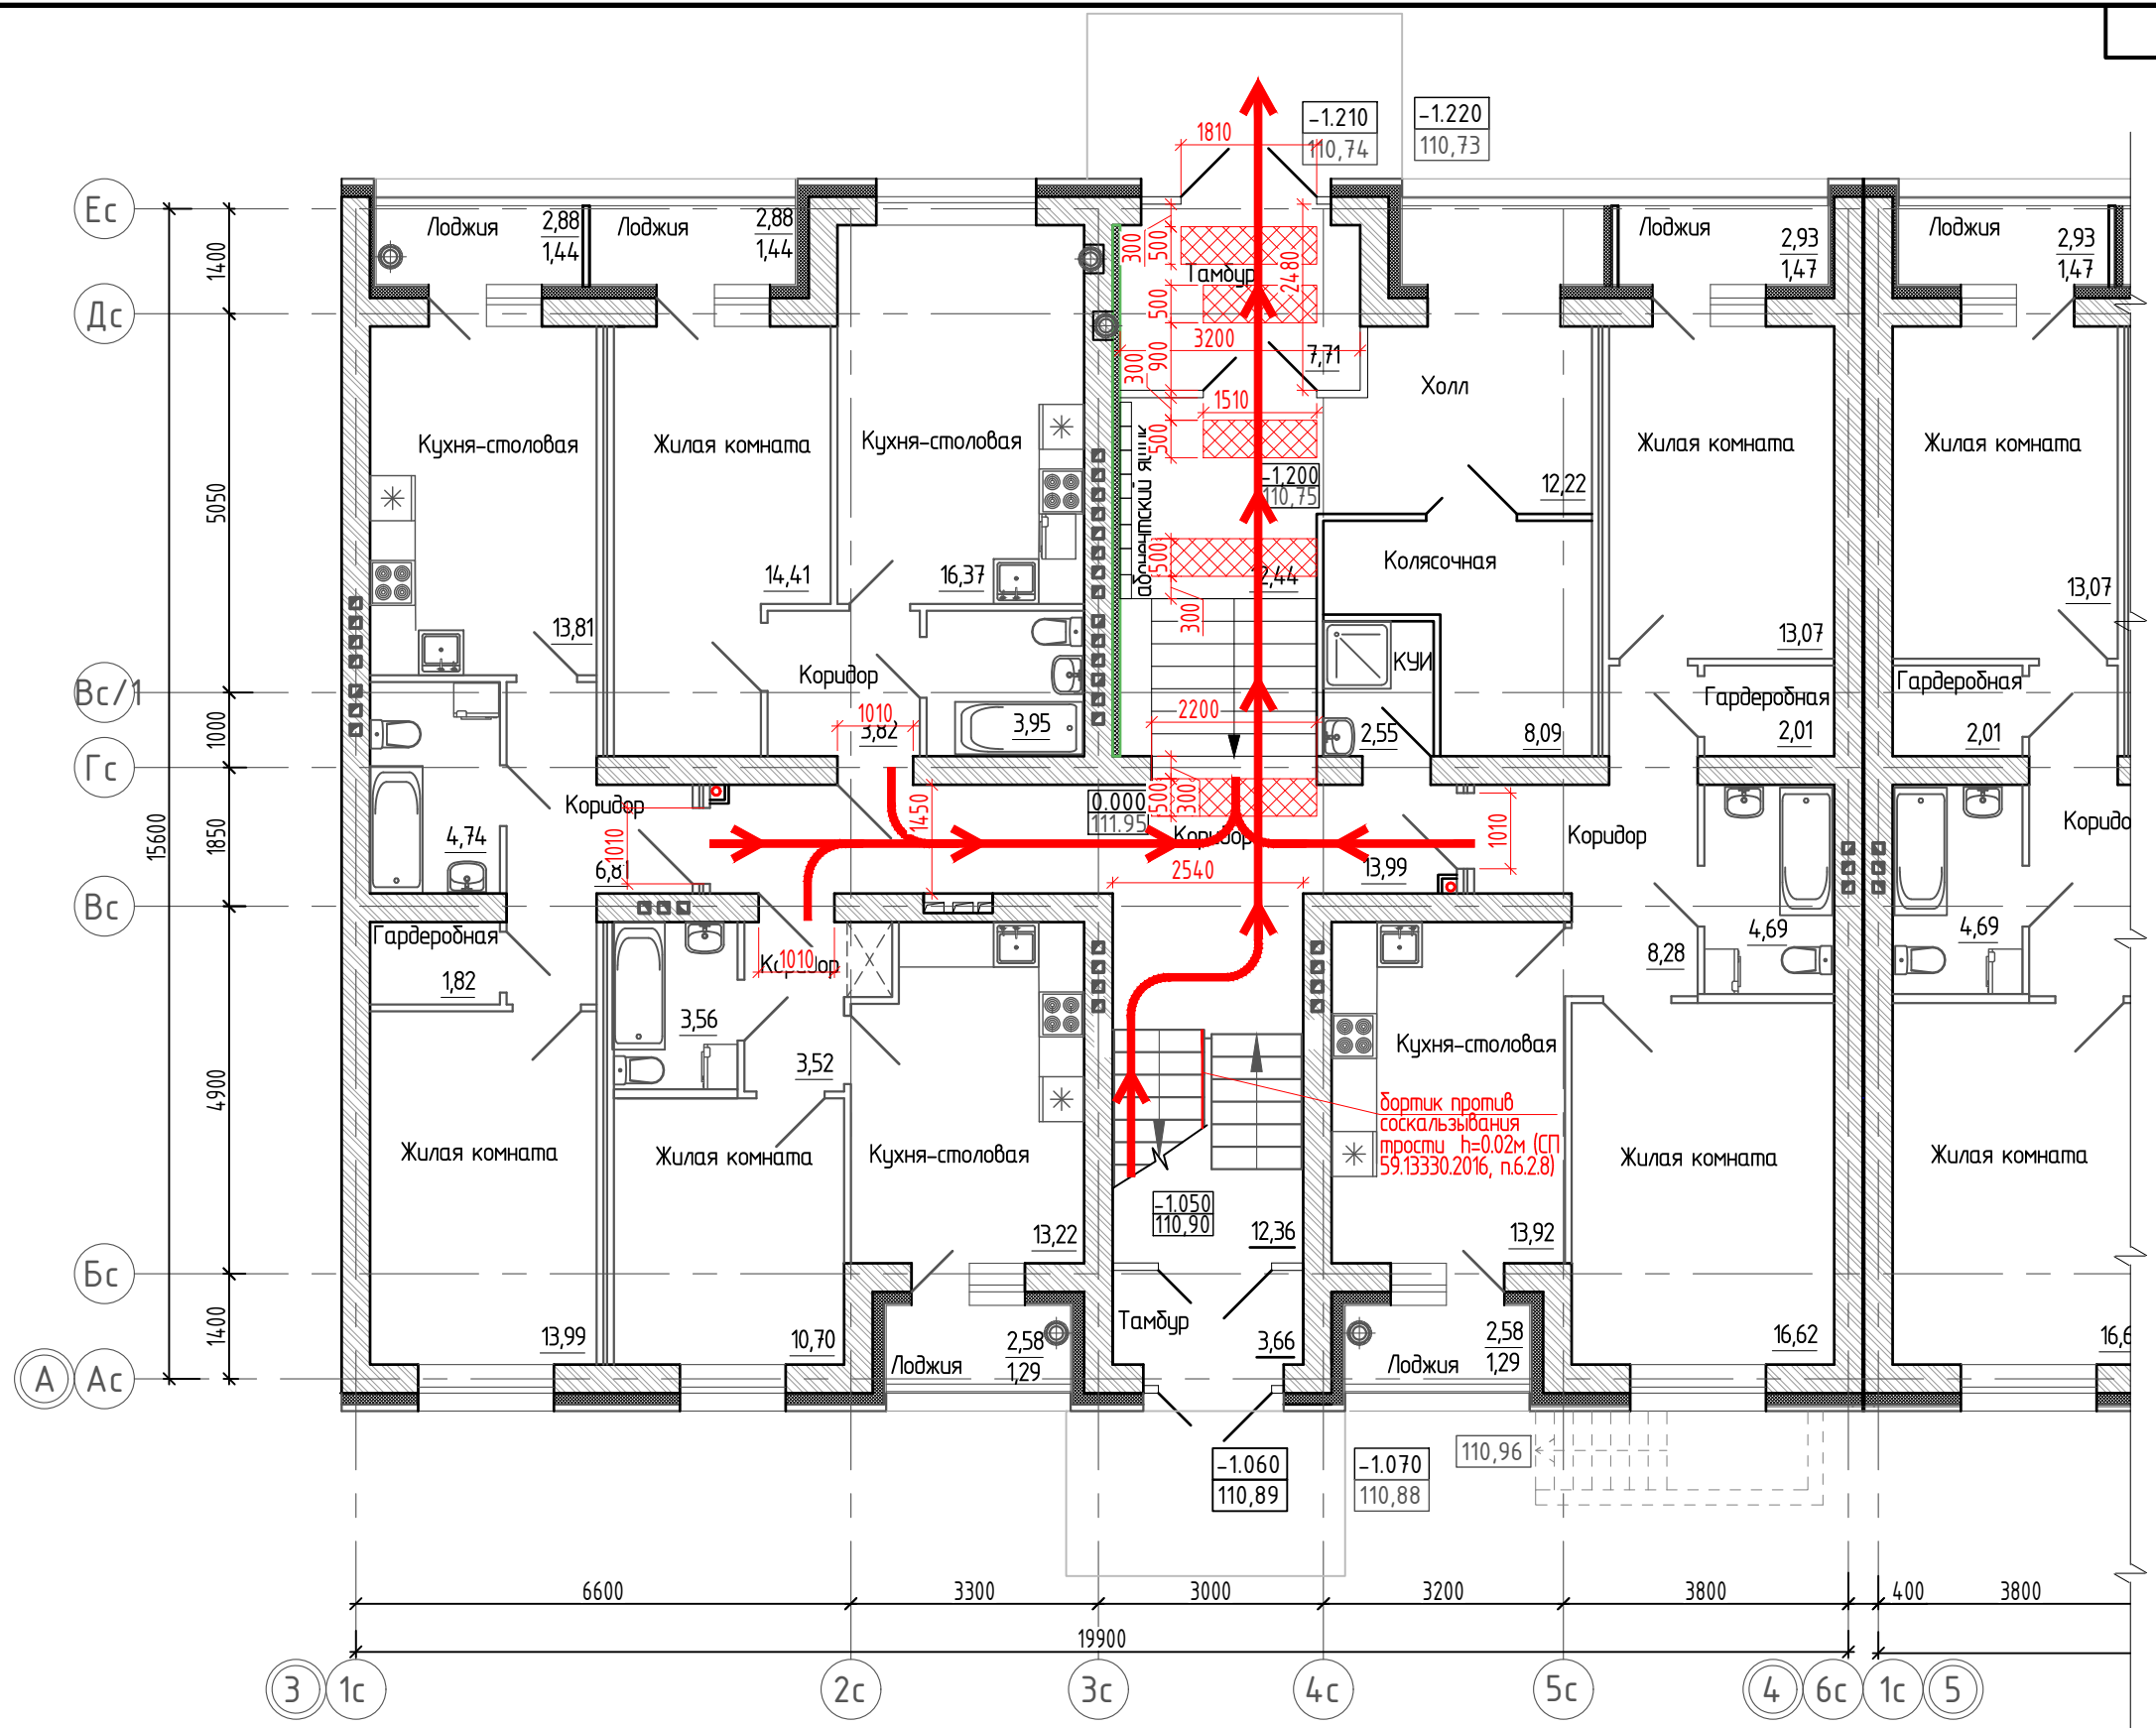 -1.210
110,74
-1.220
110,73
1810
Ес
Лоджия
2,88
1,44
Лоджия
2,88
1,44
300
500
Тамбур
2480
Лоджия
2,93
1,47
Лоджия
2,93
1,47
1400
Дс
500
3200
300
900
7,71
Холл
1510
Кухня-столовая
Жилая комната
Кухня-столовая
500
Жилая комната
Жилая комната
абонентский ящик
-1,200
110,75
12,22
5050
14,41
16,37
500
Колясочная
13,07
13,81
300
КУИ
13,07
Коридор
Вс/1
Гардеробная
Гардеробная
1010
3,82
3,95
2200
2,55
8,09
2,01
2,01
1000
Гс
Коридор
0.000
111.95
500
300
15600
1850
4,74
1010
1450
Коридор
1010
Коридор
6,81
2540
13,99
Вс
Гардеробная
1,82
1010
Коридор
3,56
3,52
8,28
4,69
4,69
4900
Кухня-столовая
бортик против
соскальзывания
трости h=0.02м (СП
59.13330.2016, п.6.2.8)
Жилая комната
Жилая комната
Кухня-столовая
Жилая комната
Жилая комната
-1.050
110,90
13,22
12,36
13,92
Бс
1400
Тамбур
13,99
10,70
2,58
1,29
Лоджия
3,66
Лоджия
2,58
1,29
16,62
А
Ас
-1.060
110,89
-1.070
110,88
110,96
6600
3300
3000
3200
3800
400
3800
19900
3
1с
2с
3с
4с
5с
4
6с
1с
5